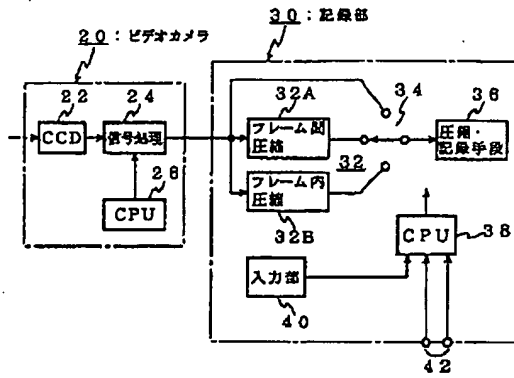 30:記録部
20:ビデオカメラ
22
24
CCD
信号処理
26
CPU
32A
フレーム間
圧縮
34
36
圧縮・
記録手段
32
フレーム内
圧縮
32B
CPU
38
入力部
40
42